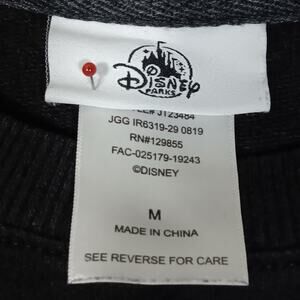 Disney
PARKS
J123484
JGG IR6319-29 0819
RN#129855
FAC-025179-19243
©DISNEY
M
MADE IN CHINA
SEE REVERSE FOR CARE